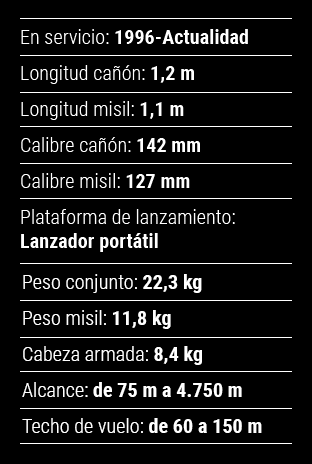 En servicio: 1996-Actualidad
Longitud cañón: 1,2 m
Longitud misil: 1,1 m
Calibre cañón: 142 mm
Calibre misil: 127 mm
Plataforma de lanzamiento:
Lanzador portátil
Peso conjunto: 22,3 kg
Peso misil: 11,8 kg
Cabeza armada: 8,4 kg
Alcance: de 75 m a 4.750 m
Techo de vuelo: de 60 a 150 m